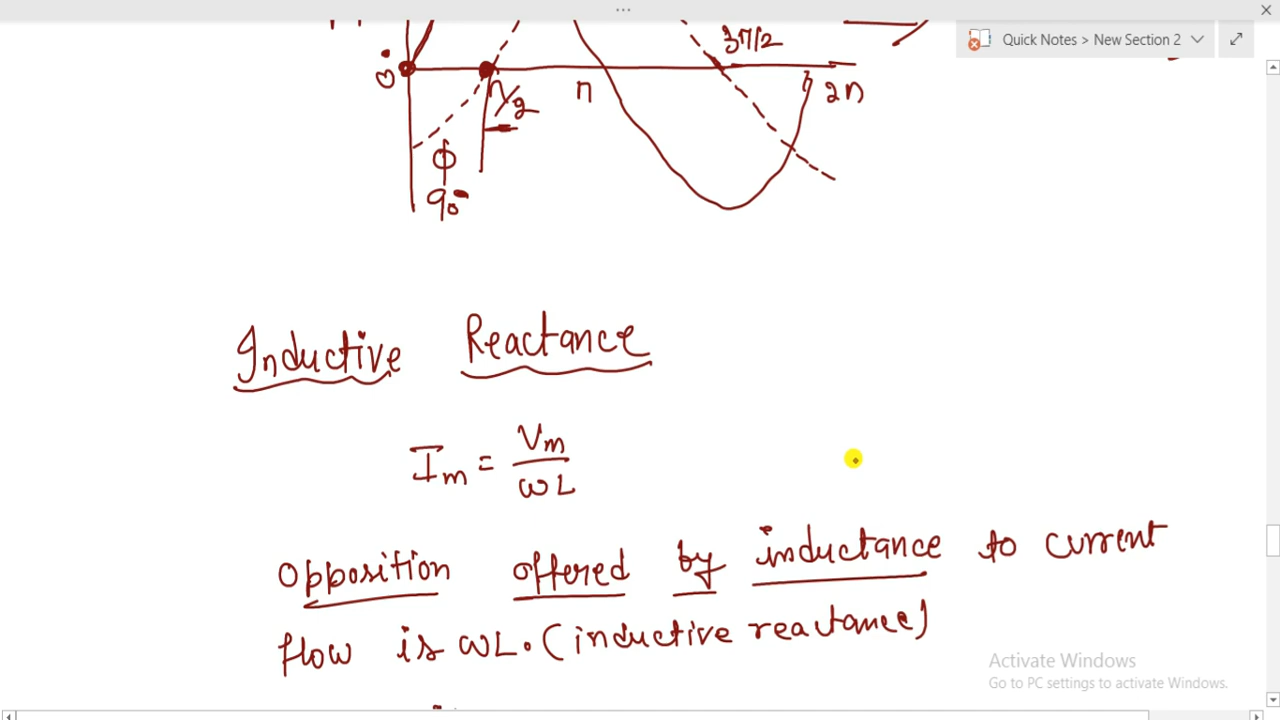 Quick Notes > New Section 2
3π/2
0
π/2
π
2π
ϕ
90°
Inductive Reactance
Im = Vm / ωL
Opposition offered by inductance to current
flow is ωL. (inductive reactance)
Activate Windows
Go to PC settings to activate Windows.